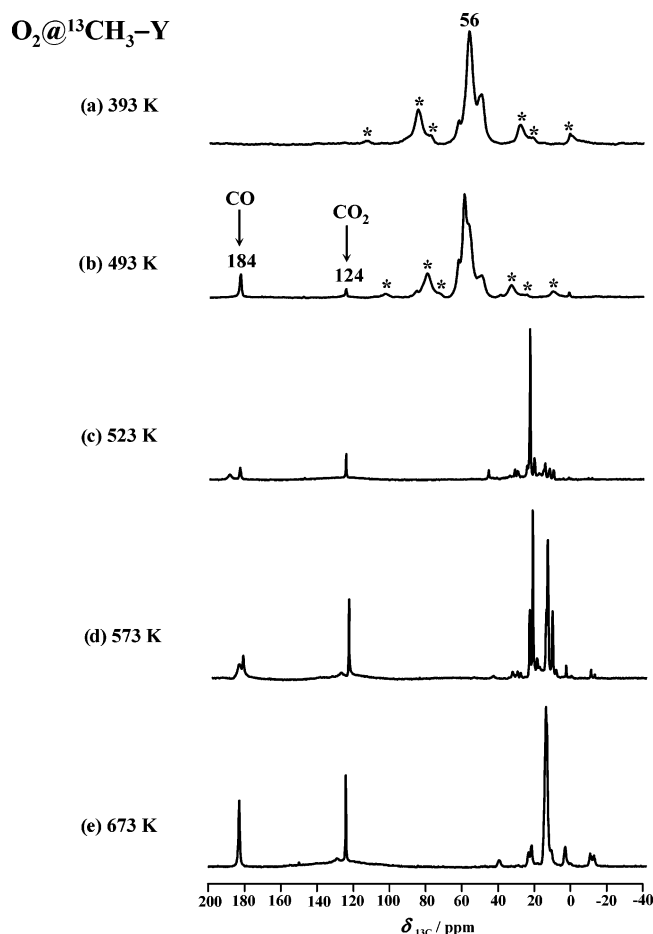 O₂@¹³CH₃–Y
56
(a) 393 K
* * * * * *
CO
CO₂
184
124
(b) 493 K
* * * * * *
(c) 523 K
(d) 573 K
(e) 673 K
200 180 160 140 120 100 80 60 40 20 0 -20 -40
δ 13C / ppm